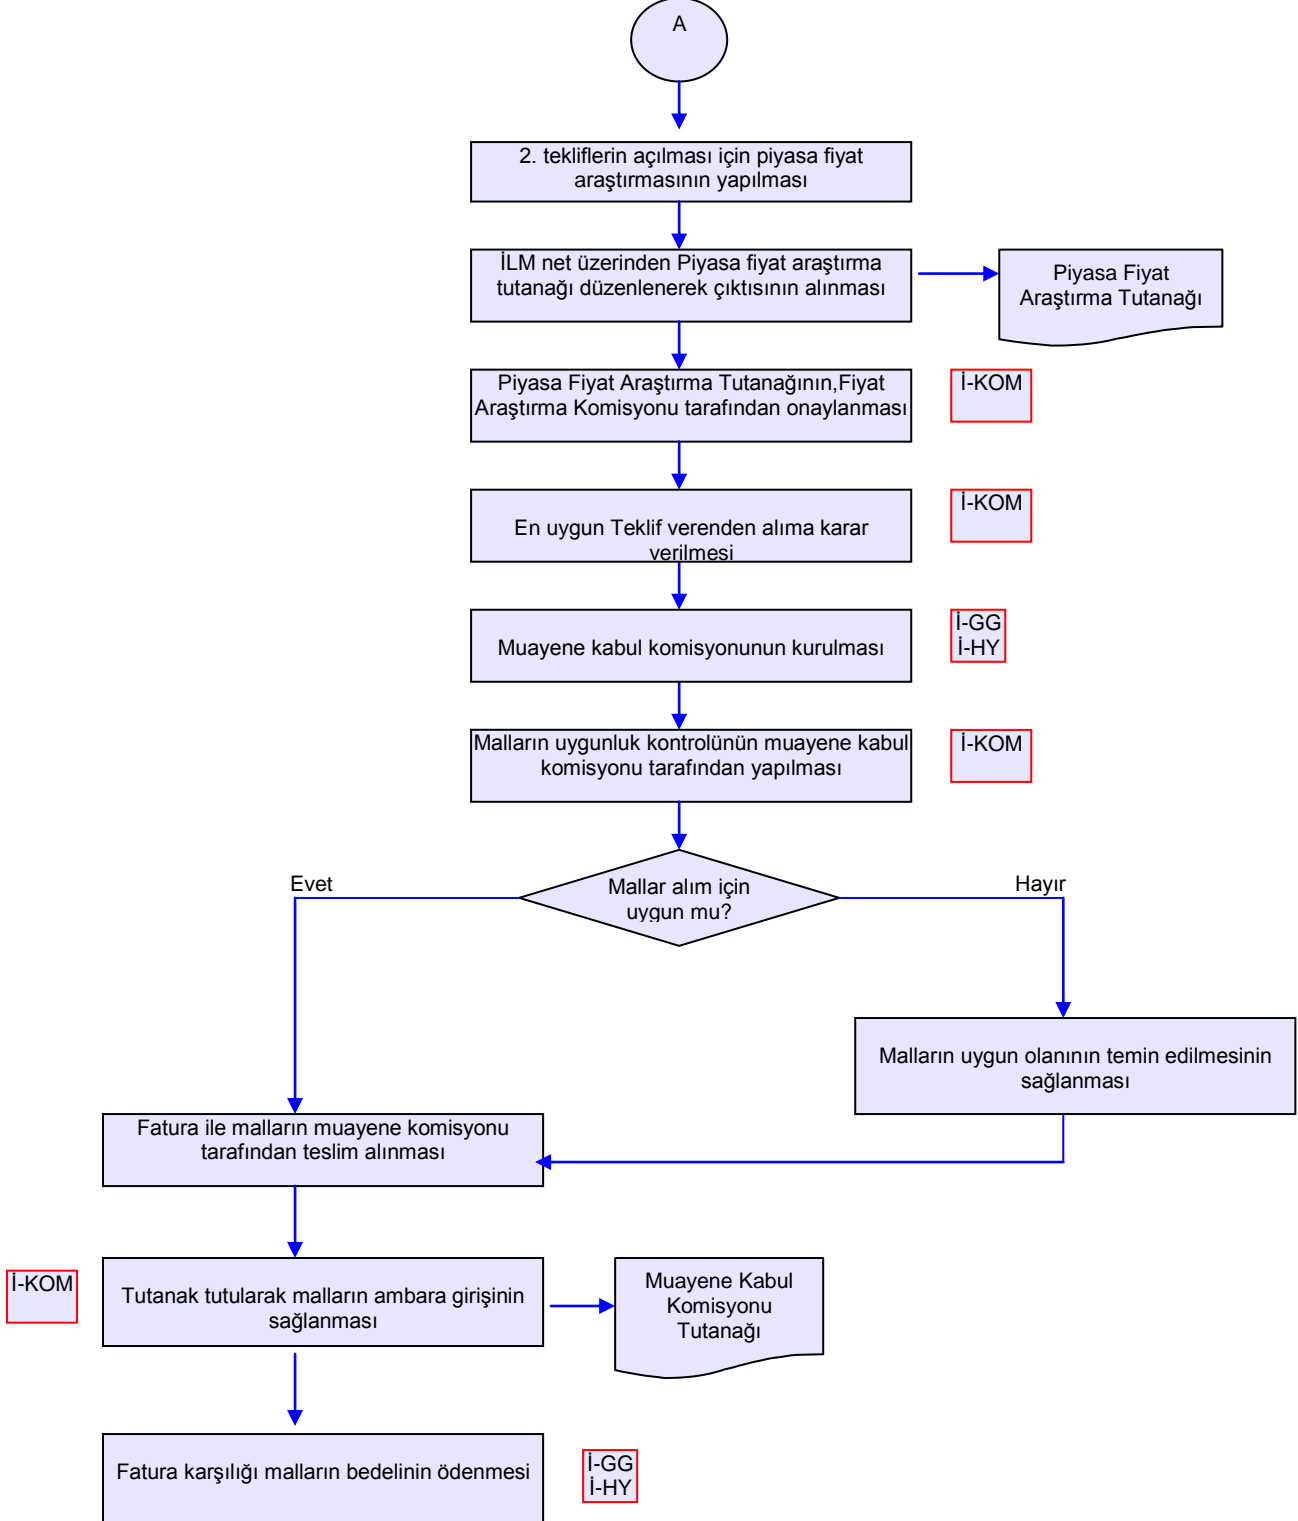 A
2. tekliflerin açılması için piyasa fiyat
araştırmasının yapılması
İLM net üzerinden Piyasa fiyat araştırma
tutanağı düzenlenerek çıktısının alınması
Piyasa Fiyat
Araştırma Tutanağı
Piyasa Fiyat Araştırma Tutanağının,Fiyat
Araştırma Komisyonu tarafından onaylanması
İ-KOM
En uygun Teklif verenden alıma karar
verilmesi
İ-KOM
Muayene kabul komisyonunun kurulması
İ-GG
İ-HY
Malların uygunluk kontrolünün muayene kabul
komisyonu tarafından yapılması
İ-KOM
Evet
Mallar alım için
uygun mu?
Hayır
Malların uygun olanının temin edilmesinin
sağlanması
Fatura ile malların muayene komisyonu
tarafından teslim alınması
İ-KOM
Tutanak tutularak malların ambara girişinin
sağlanması
Muayene Kabul
Komisyonu
Tutanağı
Fatura karşılığı malların bedelinin ödenmesi
İ-GG
İ-HY